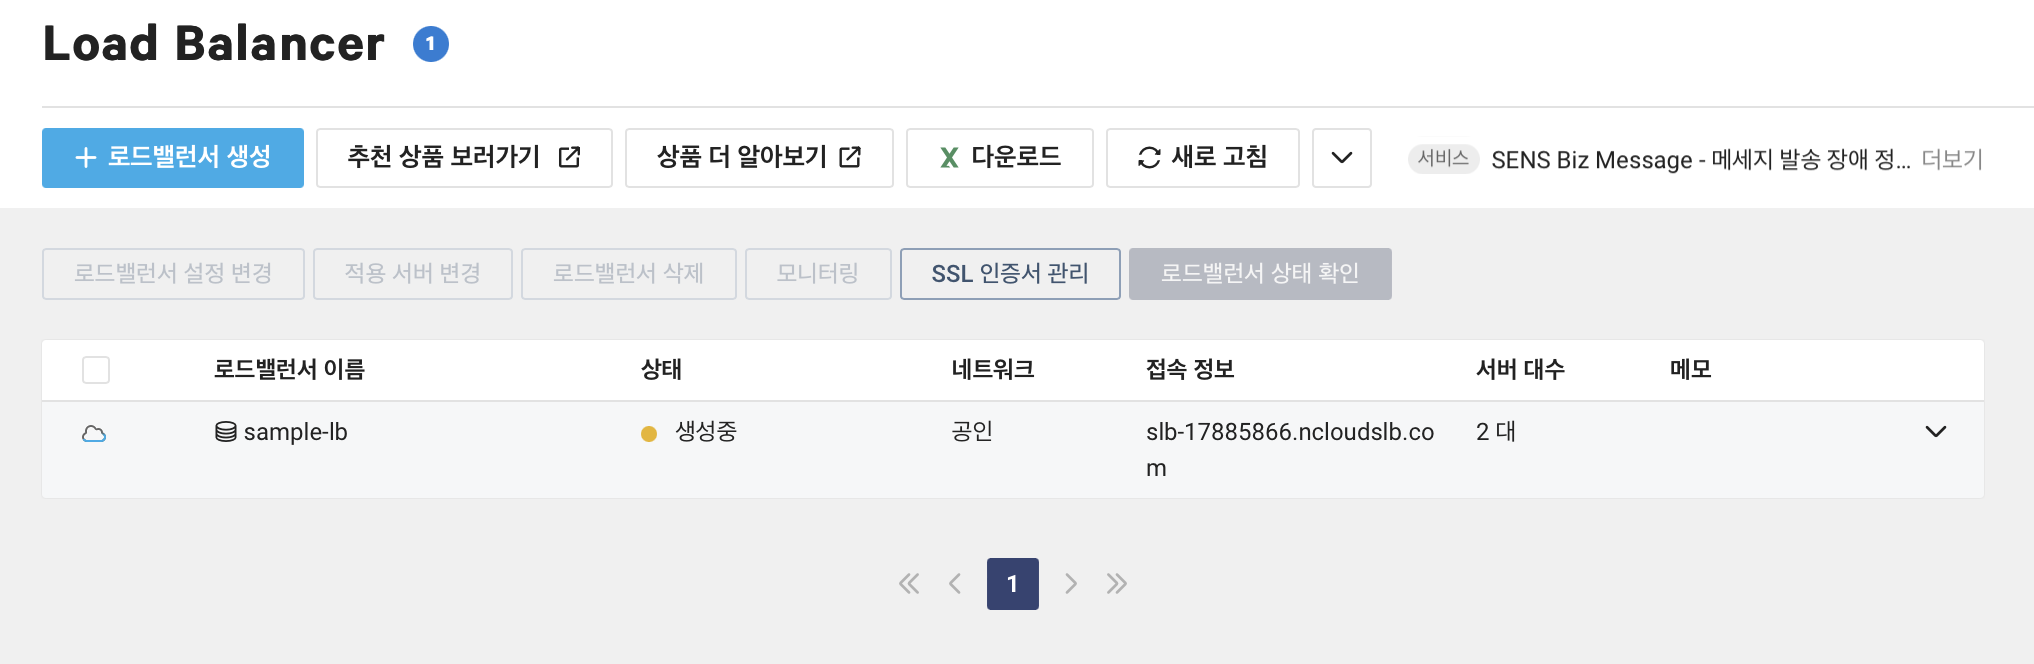 Load Balancer 1
+ 로드밸런서 생성 추천 상품 보러가기 상품 더 알아보기 다운로드 새로 고침 서비스 SENS Biz Message - 메세지 발송 장애 정... 더보기
로드밸런서 설정 변경 적용 서버 변경 로드밸런서 삭제 모니터링 SSL 인증서 관리 로드밸런서 상태 확인
로드밸런서 이름 상태 네트워크 접속 정보 서버 대수 메모
sample-lb 생성중 공인 slb-17885866.ncloudslb.co 2 대
m
1